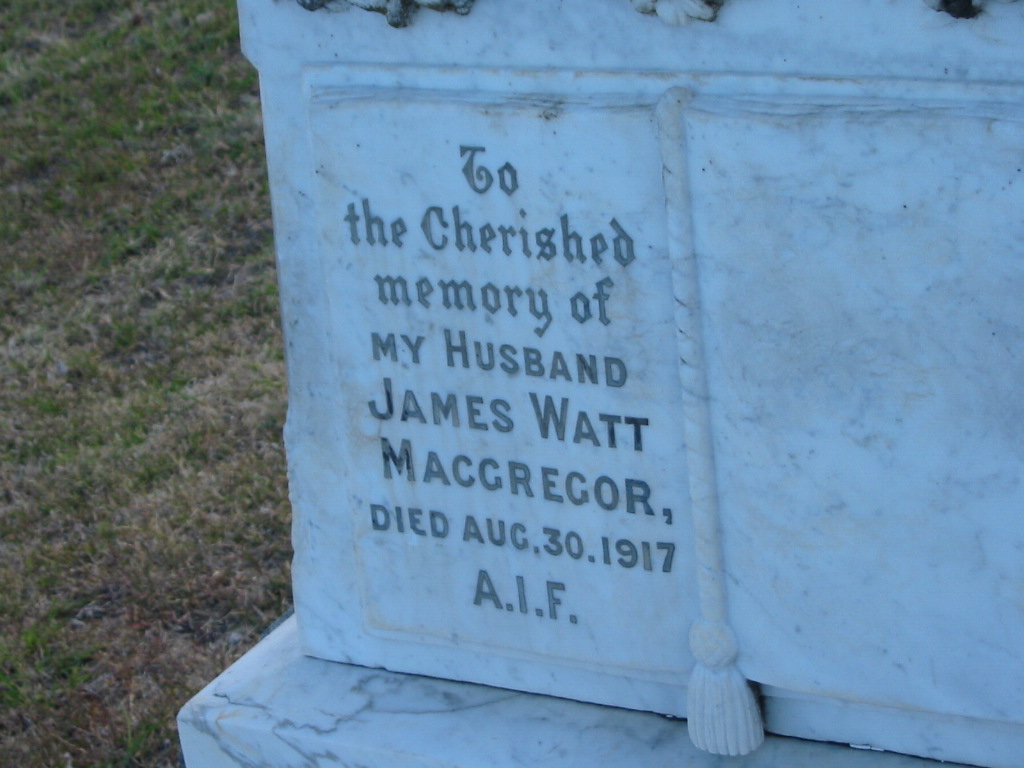 To
the Cherished
memory of
MY HUSBAND
JAMES WATT
MACGREGOR,
DIED AUG.30.1917
A.I.F.